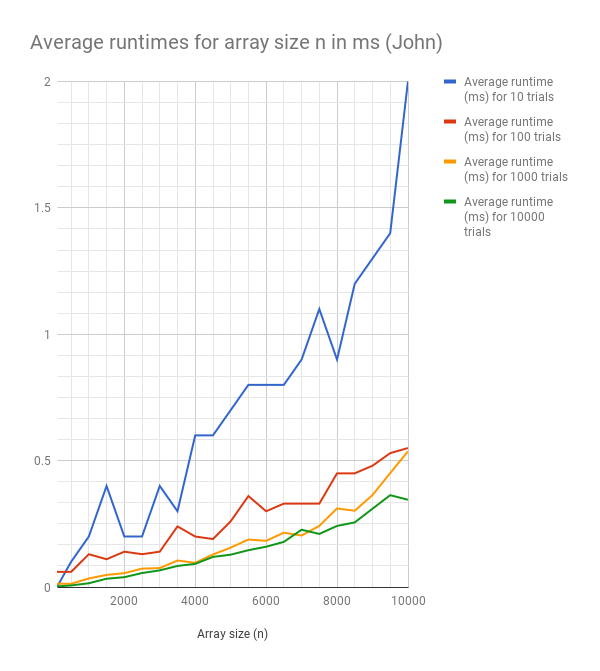 Average runtimes for array size n in ms (John)
2
1.5
1
0.5
0
2000
4000
6000
8000
10000
Array size (n)
Average runtime
(ms) for 10 trials
Average runtime
(ms) for 100 trials
Average runtime
(ms) for 1000 trials
Average runtime
(ms) for 10000
trials